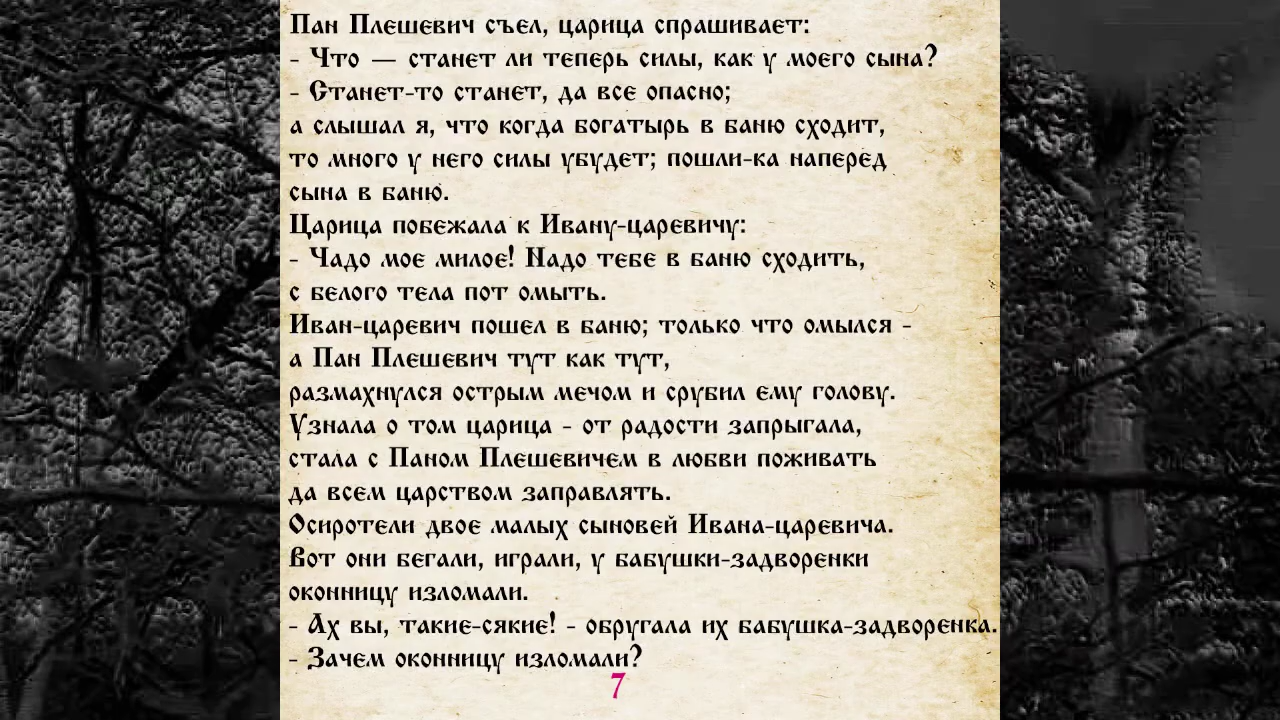 Пан Плешевич съел, царица спрашивает:
- Что — станет ли теперь силы, как у моего сына?
- Станет-то станет, да все опасно;
а слышал я, что когда богатырь в баню сходит,
то много у него силы убудет; пошли-ка наперед
сына в баню.
Царица побежала к Ивану-царевичу:
- Чадо мое милое! Надо тебе в баню сходить,
с белого тела пот омыть.
Иван-царевич пошел в баню; только что омылся -
а Пан Плешевич тут как тут,
размахнулся острым мечом и срубил ему голову.
Узнала о том царица - от радости запрыгала,
стала с Паном Плешевичем в любви поживать
да всем царством заправлять.
Осиротели двое малых сыновей Ивана-царевича.
Вот они бегали, играли, у бабушки-задворенки
оконницу изломали.
- Ах вы, такие-сякие! - обругала их бабушка-задворенка.
- Зачем оконницу изломали?
7